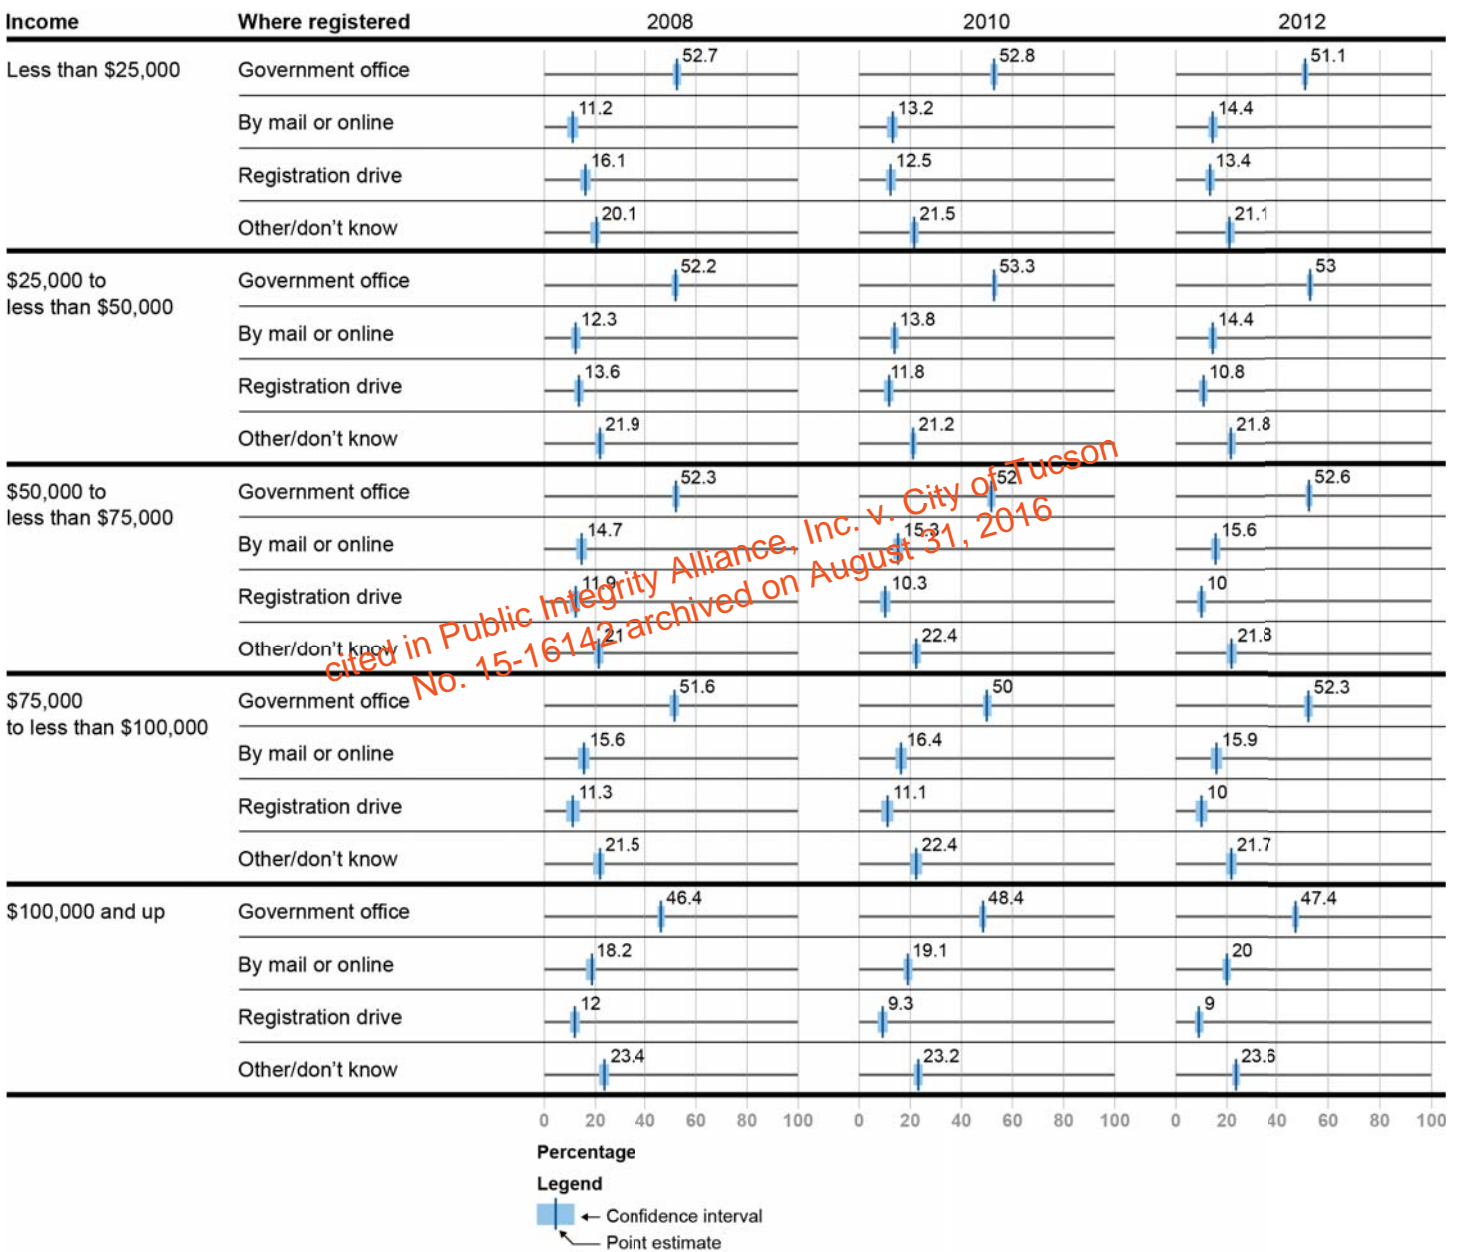 Income Where registered 2008 2010 2012
Less than $25,000 Government office 52.7 52.8 51.1
By mail or online 11.2 13.2 14.4
Registration drive 16.1 12.5 13.4
Other/don't know 20.1 21.5 21.1
$25,000 to
less than $50,000
Government office 52.2 53.3 53
By mail or online 12.3 13.8 14.4
Registration drive 13.6 11.8 10.8
Other/don't know 21.9 21.2 21.8
$50,000 to
less than $75,000
Government office 52.3 52 52.6
By mail or online 14.7 15.3 15.6
Registration drive 11.9 10.3 10
Other/don't know 21 22.4 21.8
cited in Public Integrity Alliance, Inc. v. City of Tucson
No. 15-16142 archived on August 31, 2016
$75,000
to less than $100,000
Government office 51.6 50 52.3
By mail or online 15.6 16.4 15.9
Registration drive 11.3 11.1 10
Other/don't know 21.5 22.4 21.7
$100,000 and up Government office 46.4 48.4 47.4
By mail or online 18.2 19.1 20
Registration drive 12 9.3 9
Other/don't know 23.4 23.2 23.6
0 20 40 60 80 100 0 20 40 60 80 100 0 20 40 60 80 100
Percentage
Legend
Confidence interval
Point estimate